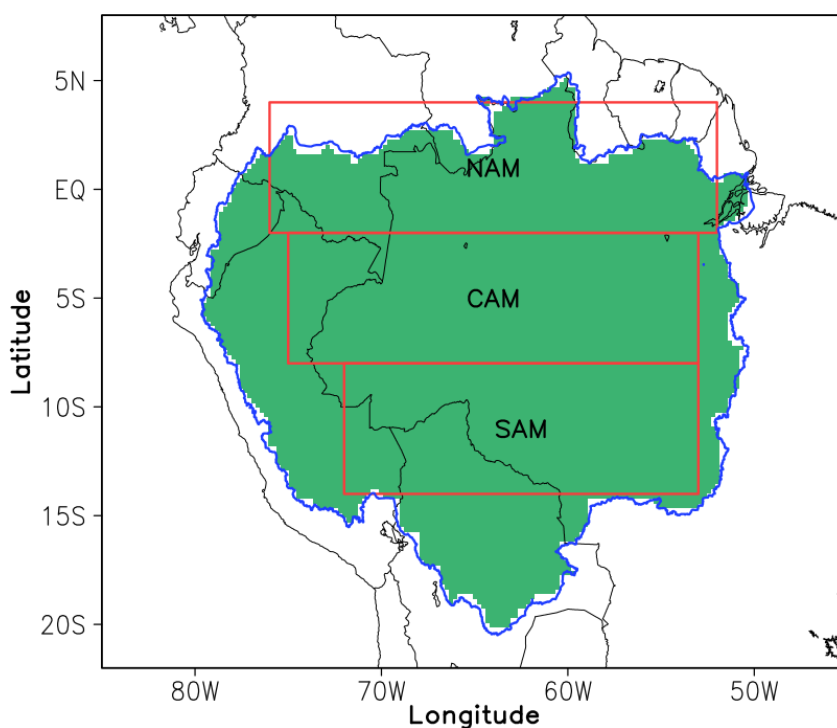 5N
EQ
5S
10S
15S
20S
Latitude
NAM
CAM
SAM
80W 70W 60W 50W
Longitude